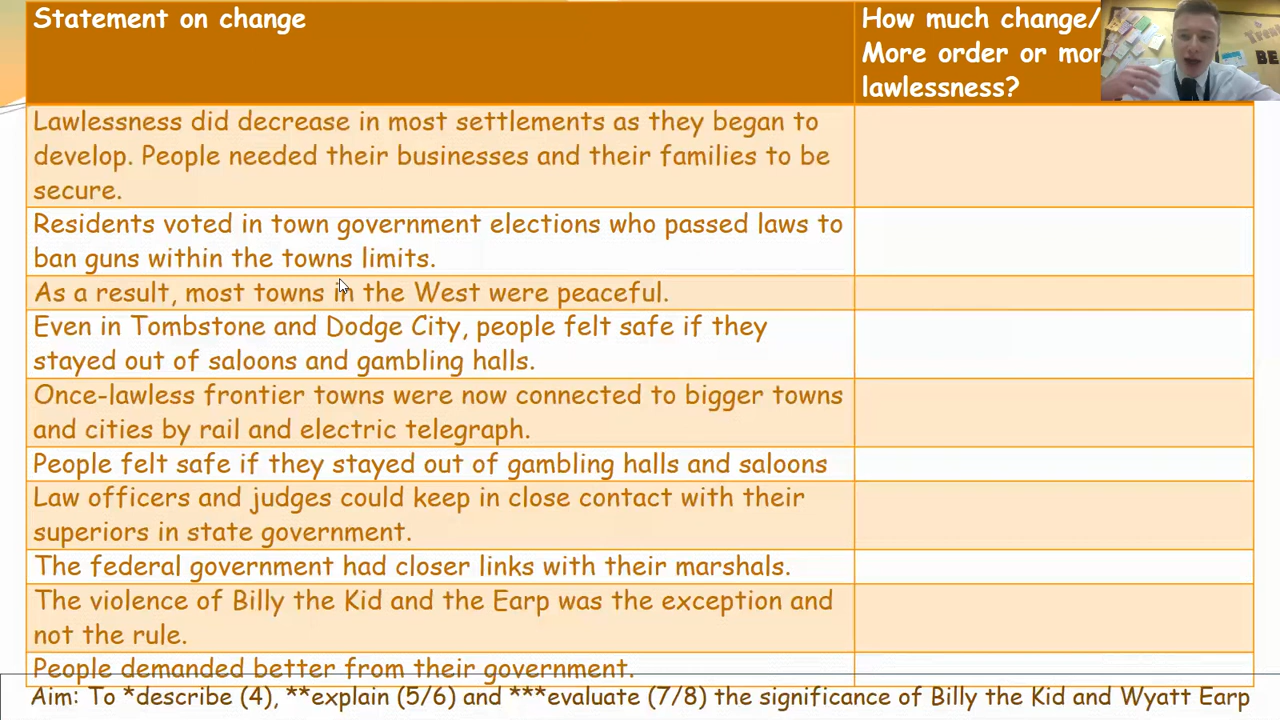 Statement on change
How much change/
More order or mor
lawlessness?
Lawlessness did decrease in most settlements as they began to
develop. People needed their businesses and their families to be
secure.
Residents voted in town government elections who passed laws to
ban guns within the towns limits.
As a result, most towns in the West were peaceful.
Even in Tombstone and Dodge City, people felt safe if they
stayed out of saloons and gambling halls.
Once-lawless frontier towns were now connected to bigger towns
and cities by rail and electric telegraph.
People felt safe if they stayed out of gambling halls and saloons
Law officers and judges could keep in close contact with their
superiors in state government.
The federal government had closer links with their marshals.
The violence of Billy the Kid and the Earp was the exception and
not the rule.
People demanded better from their government.
Aim: To *describe (4), **explain (5/6) and ***evaluate (7/8) the significance of Billy the Kid and Wyatt Earp